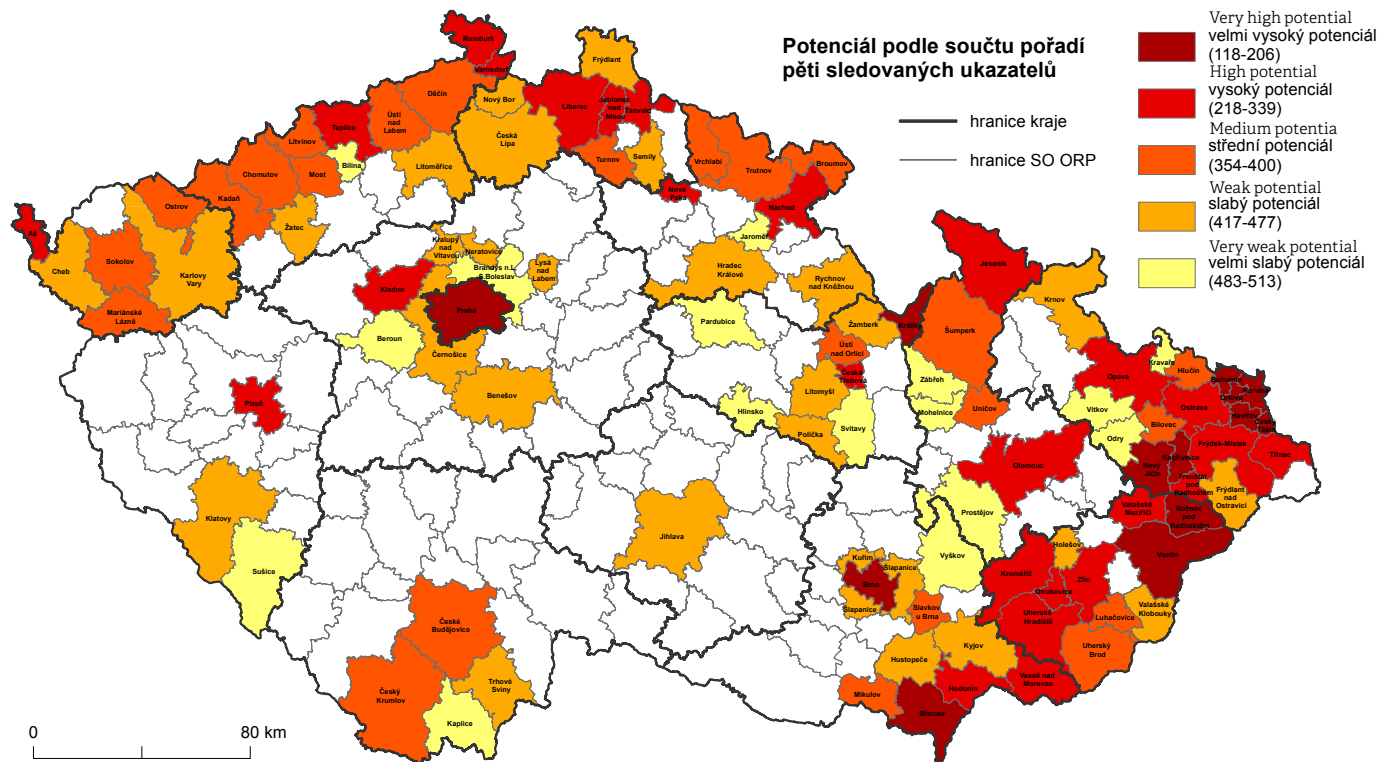 Potenciál podle součtu pořadí
pěti sledovaných ukazatelů
hranice kraje
hranice SO ORP
Very high potential
velmi vysoký potenciál
(118-206)
High potential
vysoký potenciál
(218-339)
Medium potentia
střední potenciál
(354-400)
Weak potential
slabý potenciál
(417-477)
Very weak potential
velmi slabý potenciál
(483-513)
Rumburk
Varnsdorf
Frýdlant
Děčín
Nový Bor
Liberec
Jablonec
nad
Nisou
Tanvald
Teplice
Ústí
nad
Labem
Česká
Lípa
Litvínov
Bílina
Litoměřice
Turnov
Semily
Vrchlabí
Trutnov
Broumov
Chomutov
Most
Kadaň
Ostrov
Nová
Paka
Náchod
Aš
Žatec
Jaroměř
Cheb
Sokolov
Karlovy
Vary
Kralupy
nad
Vltavou
Neratovice
Brandýs n.L.
S.Boleslav
Lysá
nad
Labem
Hradec
Králové
Rychnov
nad Kněžnou
Jeseník
Krnov
Kladno
Praha
Mariánské
Lázně
Pardubice
Žamberk
Králíky
Šumperk
Beroun
Černošice
Ústí
nad Orlicí
Česká
Třebová
Benešov
Litomyšl
Zábřeh
Mohelnice
Uničov
Plzeň
Hlinsko
Polička
Svitavy
Opava
Kravaře
Hlučín
Bohumín
Orlová
Karviná
Havířov
Český
Těšín
Ostrava
Vítkov
Bílovec
Odry
Frýdek-Místek
Třinec
Nový
Jičín
Kopřivnice
Frenštát
pod
Radhoštěm
Frýdlant
nad
Ostravicí
Olomouc
Valašské
Meziříčí
Rožnov
pod
Radhoštěm
Prostějov
Klatovy
Sušice
Jihlava
Vyškov
Vsetín
Kuřim
Šlapanice
Brno
Šlapanice
Slavkov
u Brna
Kroměříž
Holešov
Zlín
Otrokovice
Uherské
Hradiště
Luhačovice
Valašské
Klobouky
Uherský
Brod
České
Budějovice
Český
Krumlov
Trhové
Sviny
Kaplice
Hustopeče
Kyjov
Veselí nad
Moravou
Hodonín
Mikulov
Břeclav
0
80 km